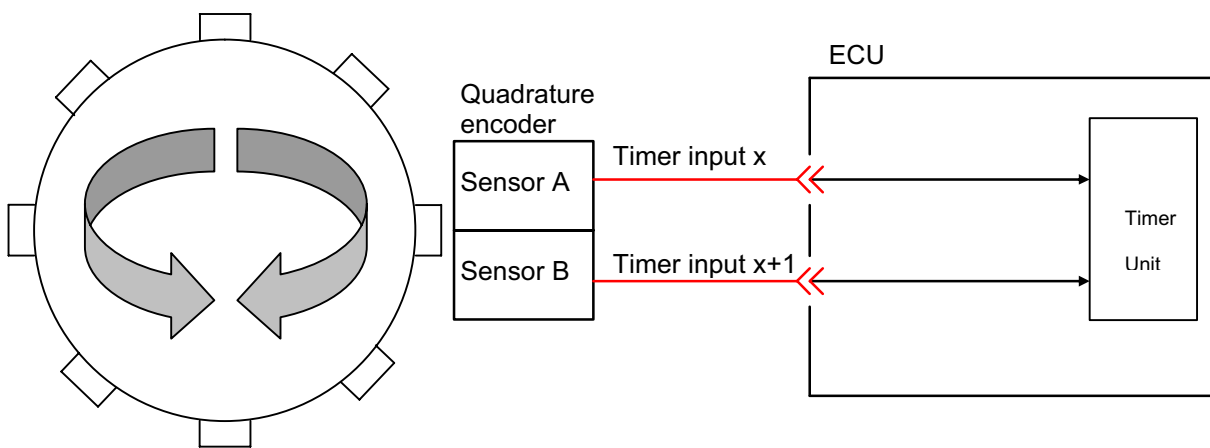 ECU
Quadrature
encoder
Sensor A
Timer input x
Sensor B
Timer input x+1
Timer
Unit